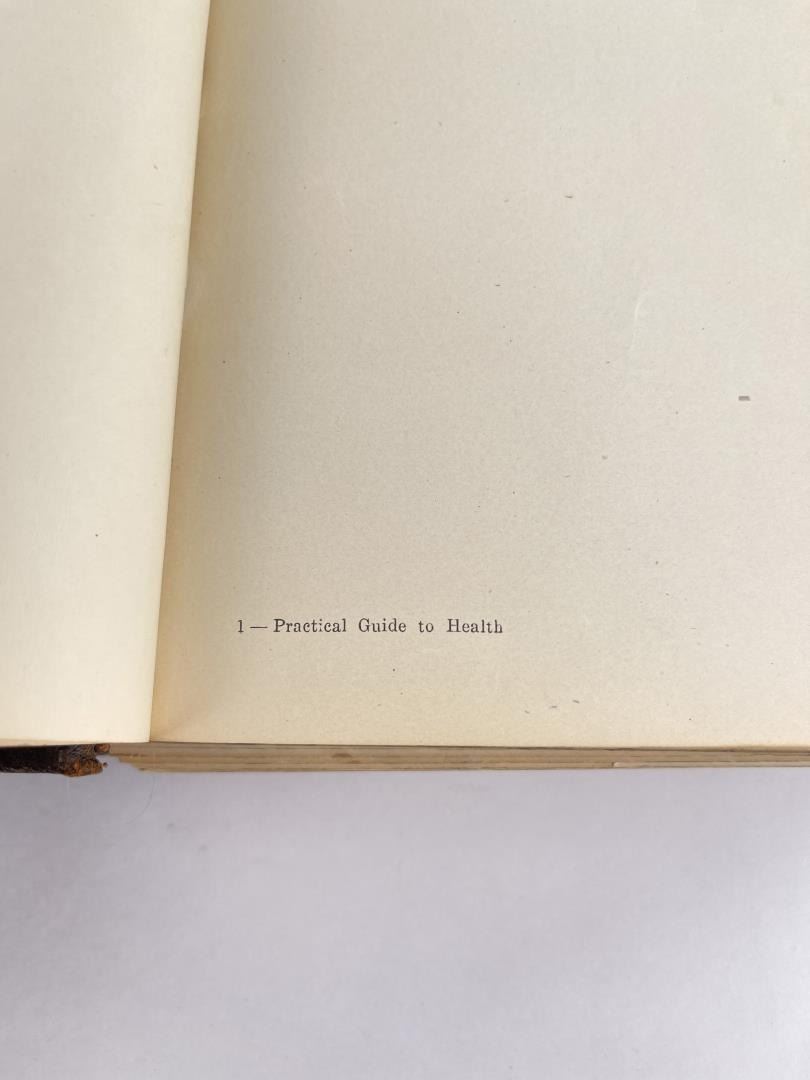 1 — Practical Guide to Health